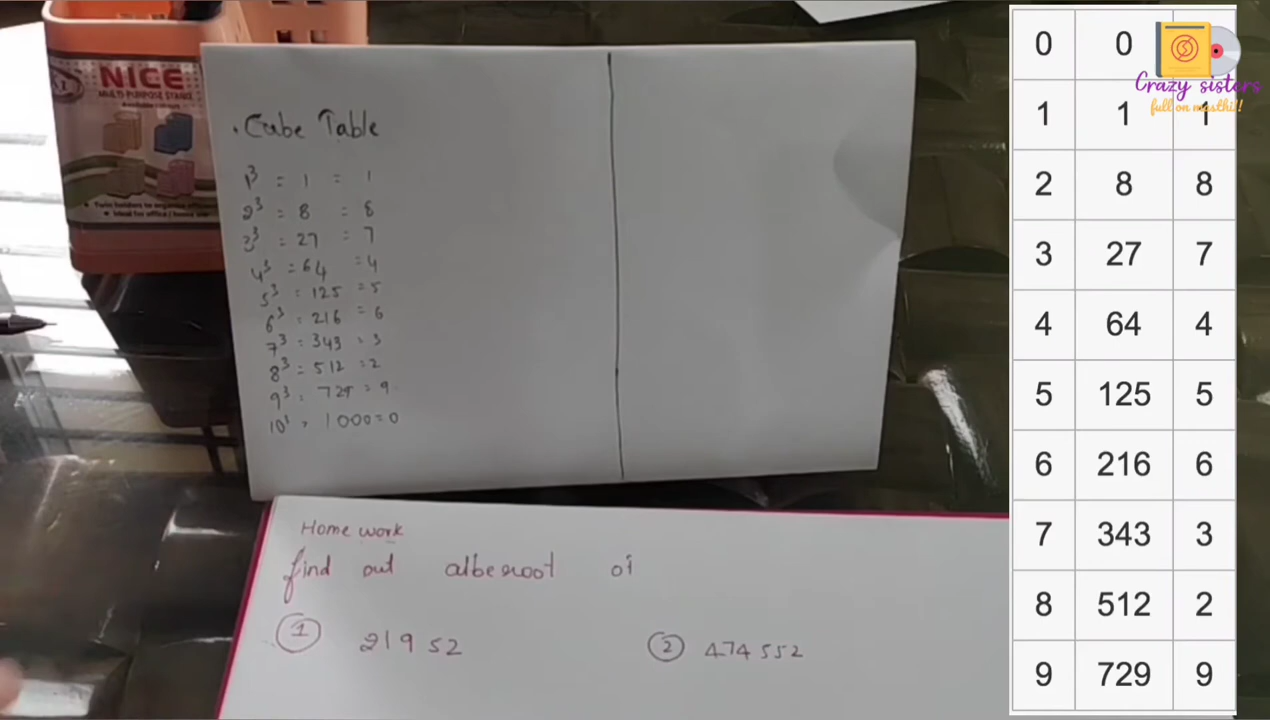 NICE
MULTI-PURPOSE STAND
Cube Table
1³ = 1 = 1
2³ = 8 = 8
3³ = 27 = 7
4³ = 64 = 4
5³ = 125 = 5
6³ = 216 = 6
7³ = 343 = 3
8³ = 512 = 2
9³ = 729 = 9
10³ = 1000 = 0
Home work
find out
of
1 21952
2 474552
0 0
1 1 1
2 8 8
3 27 7
4 64 4
5 125 5
6 216 6
7 343 3
8 512 2
9 729 9
Crazy sisters
full on masthi!!